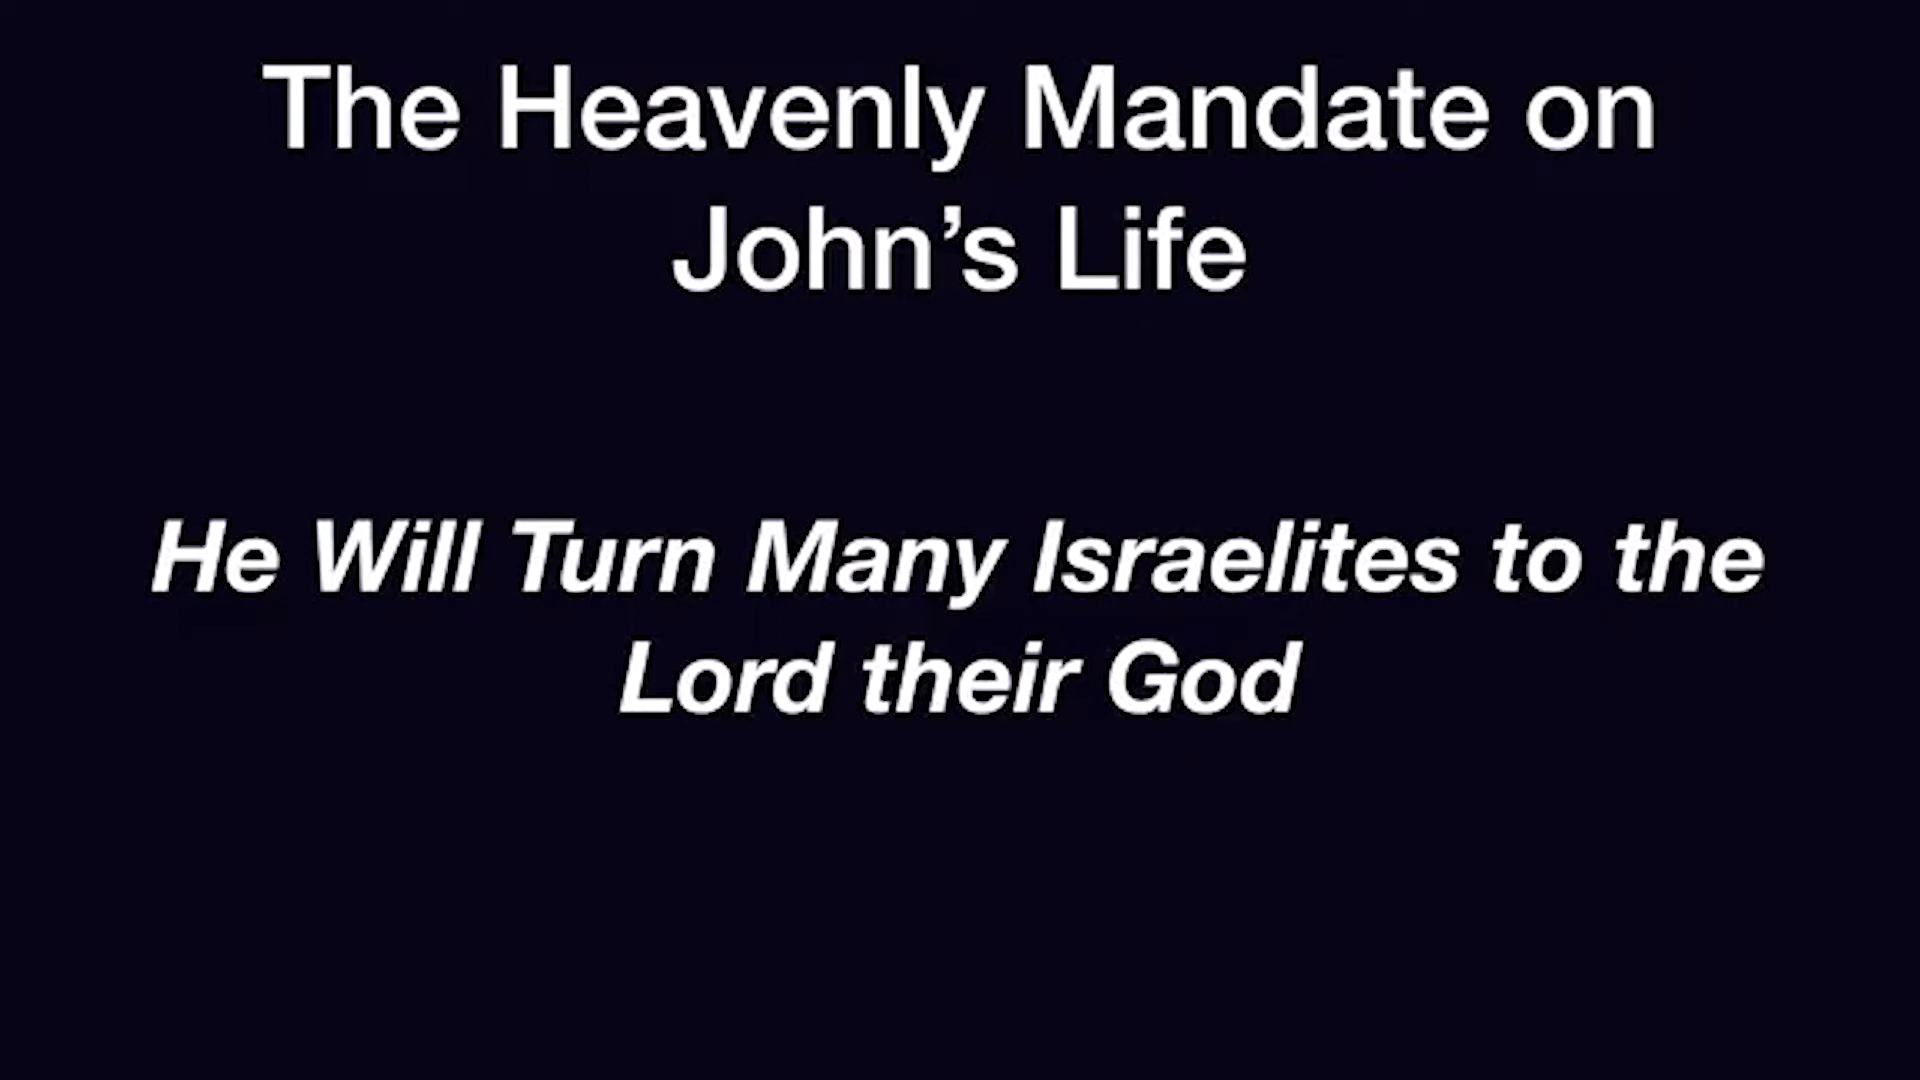 The Heavenly Mandate on
John’s Life
He Will Turn Many Israelites to the
Lord their God